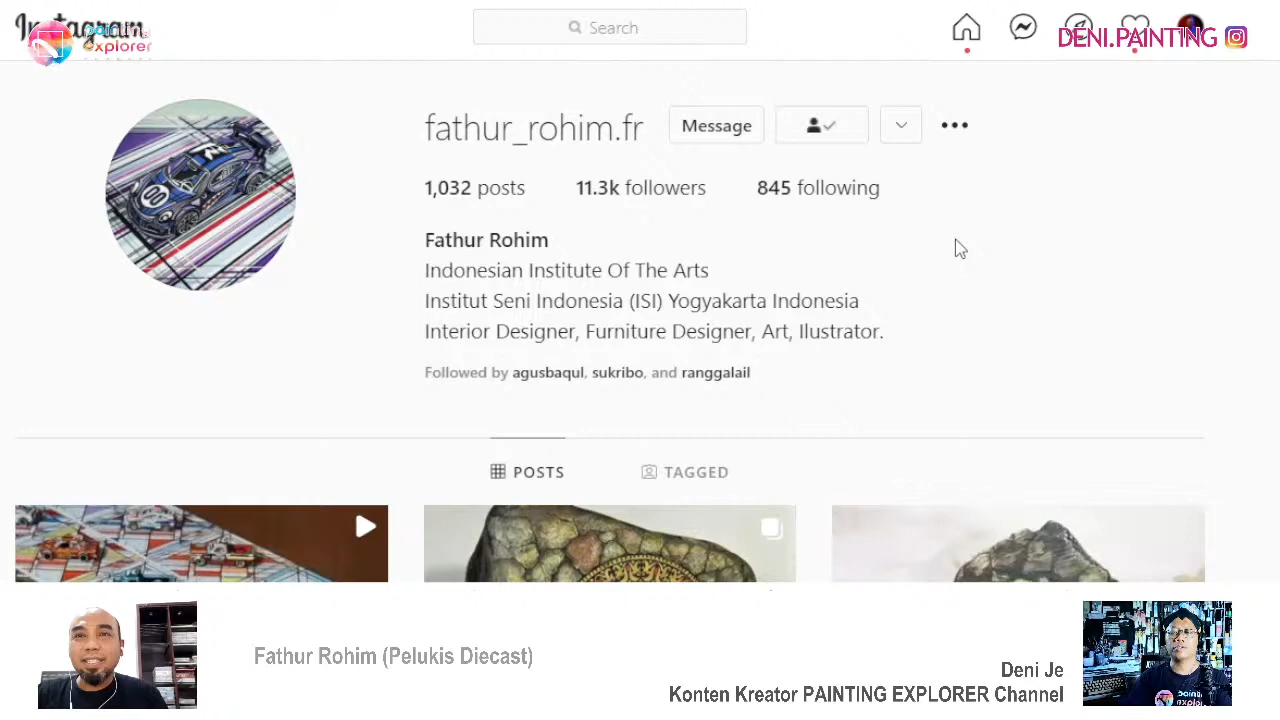 Instagram
painting
explorer
Search
DENI.PAINTING
fathur_rohim.fr
Message
1,032 posts
11.3k followers
845 following
Fathur Rohim
Indonesian Institute Of The Arts
Institut Seni Indonesia (ISI) Yogyakarta Indonesia
Interior Designer, Furniture Designer, Art, Ilustrator.
Followed by agusbaqul, sukribo, and ranggalail
POSTS
TAGGED
Fathur Rohim (Pelukis Diecast)
Deni Je
Konten Kreator PAINTING EXPLORER Channel